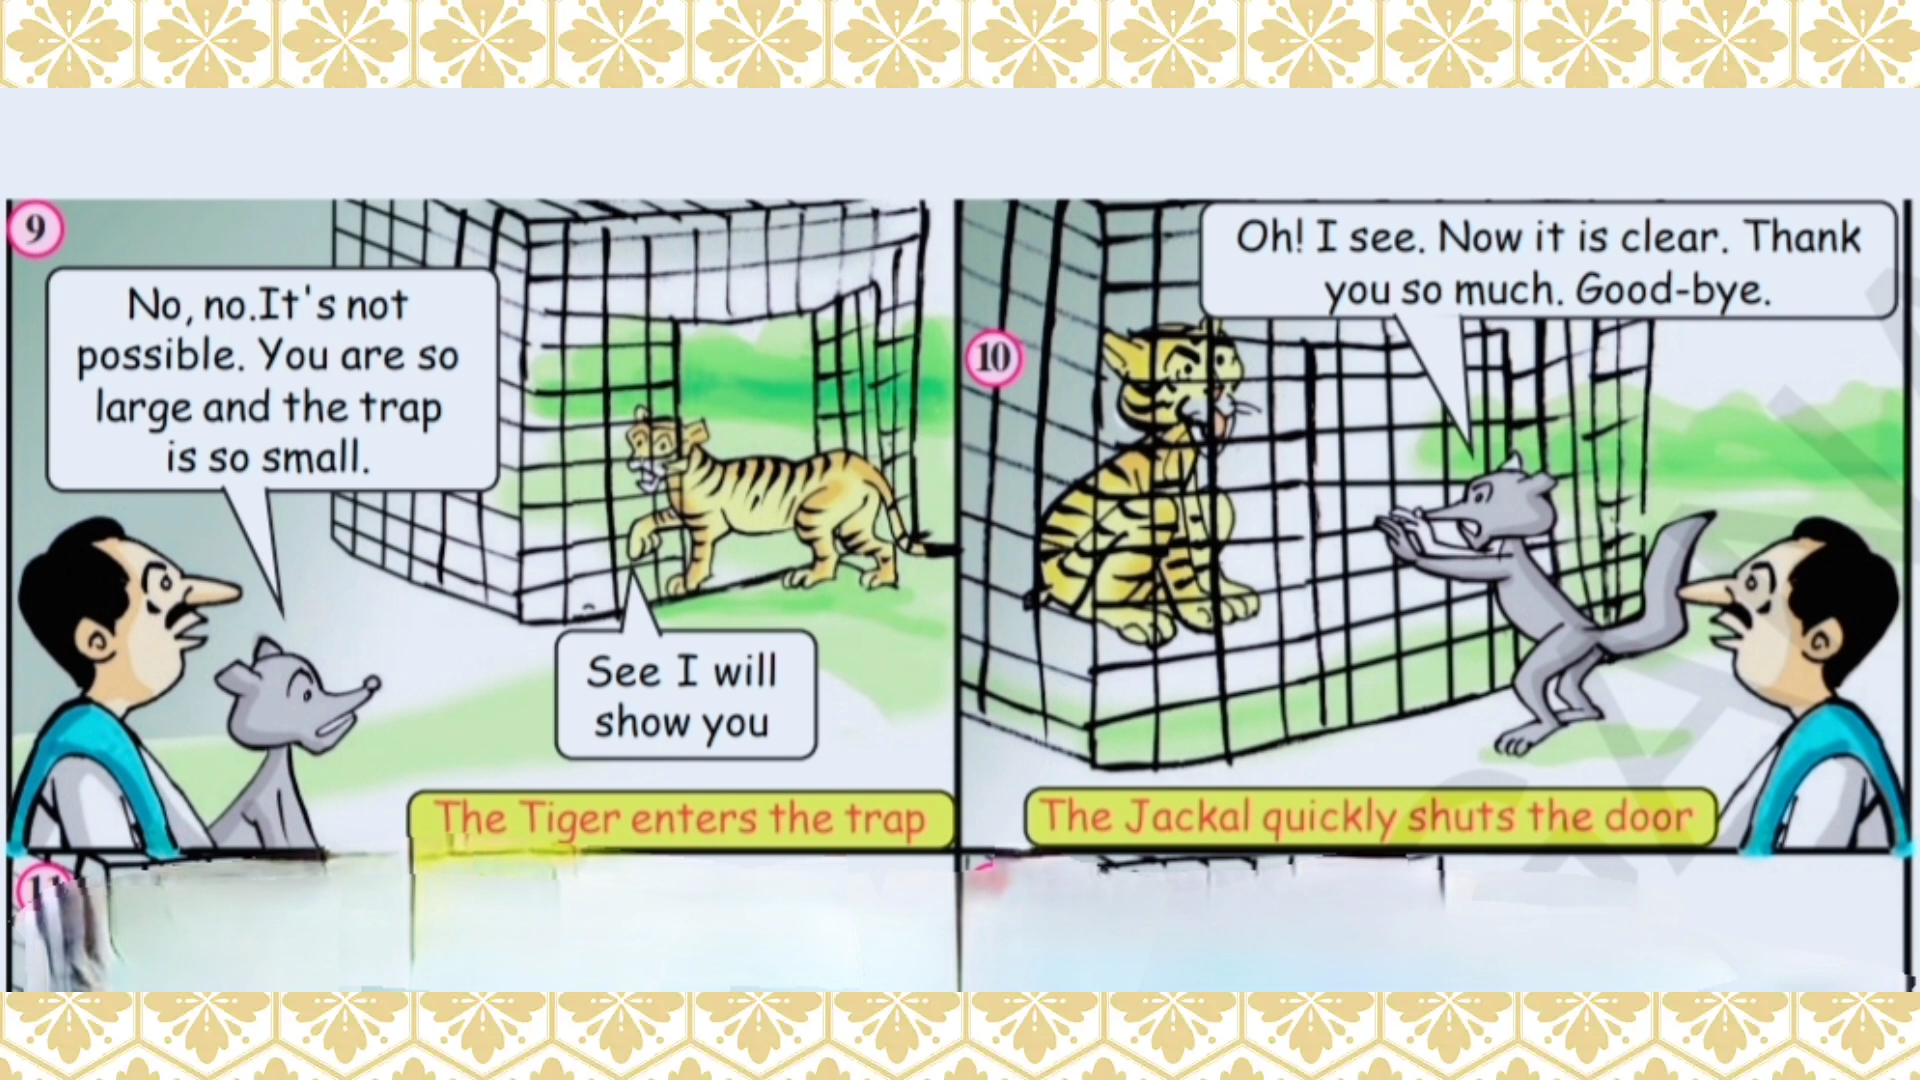 9
No, no.It's not
possible. You are so
large and the trap
is so small.
See I will
show you
The Tiger enters the trap
10
Oh! I see. Now it is clear. Thank
you so much. Good-bye.
The Jackal quickly shuts the door
11